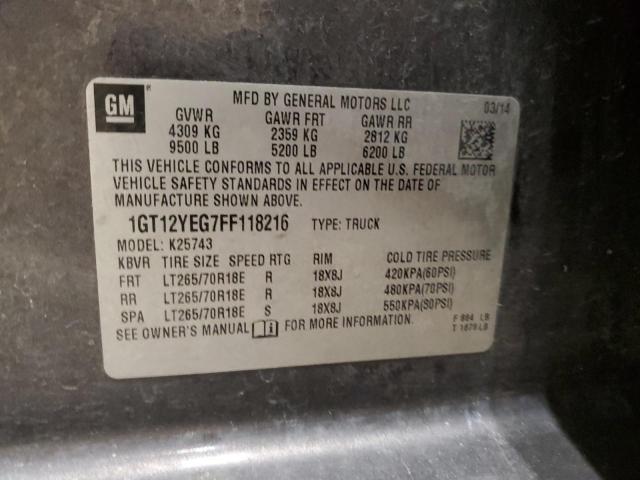 GM ®
MFD BY GENERAL MOTORS LLC 03/14
GVWR GAWR FRT GAWR RR
4309 KG 2359 KG 2812 KG
9500 LB 5200 LB 6200 LB
THIS VEHICLE CONFORMS TO ALL APPLICABLE U.S. FEDERAL MOTOR
VEHICLE SAFETY STANDARDS IN EFFECT ON THE DATE OF
MANUFACTURE SHOWN ABOVE.
1GT12YEG7FF118216 TYPE: TRUCK
MODEL: K25743
KBVR TIRE SIZE SPEED RTG RIM COLD TIRE PRESSURE
FRT LT265/70R18E R 18X8J 420KPA(60PSI)
RR LT265/70R18E R 18X8J 480KPA(70PSI)
SPA LT265/70R18E S 18X8J 550KPA(80PSI)
SEE OWNER'S MANUAL i FOR MORE INFORMATION.
F 884 LB
T 1678 LB